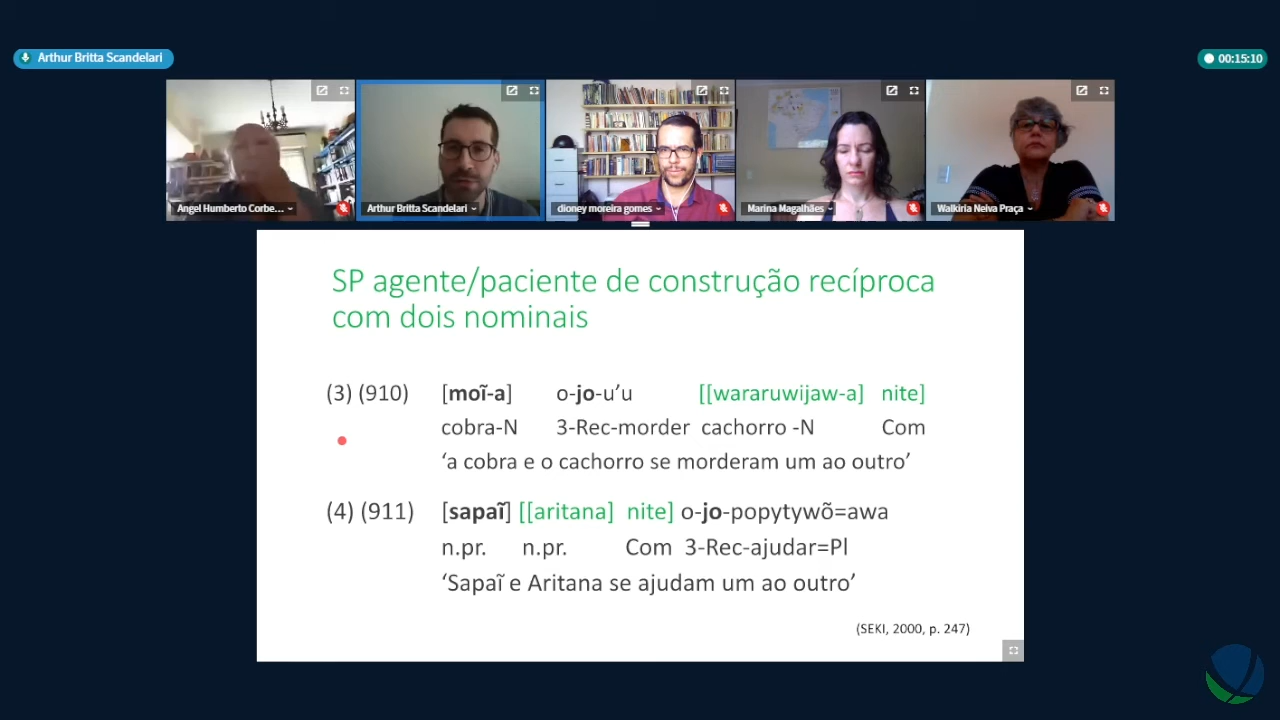 Arthur Britta Scandelari
00:15:10
Angel Humberto Corbe...
Arthur Britta Scandelari
dioney moreira gomes
Marina Magalhães
Walkíria Neiva Praça
SP agente/paciente de construção recíproca
com dois nominais
(3) (910) [moĩ-a] o-jo-u’u [[wararuwijaw-a] nite]
cobra-N 3-Rec-morder cachorro -N Com
‘a cobra e o cachorro se morderam um ao outro’
(4) (911) [sapaĩ] [[aritana] nite] o-jo-popytywõ=awa
n.pr. n.pr. Com 3-Rec-ajudar=Pl
‘Sapaĩ e Aritana se ajudam um ao outro’
(SEKI, 2000, p. 247)